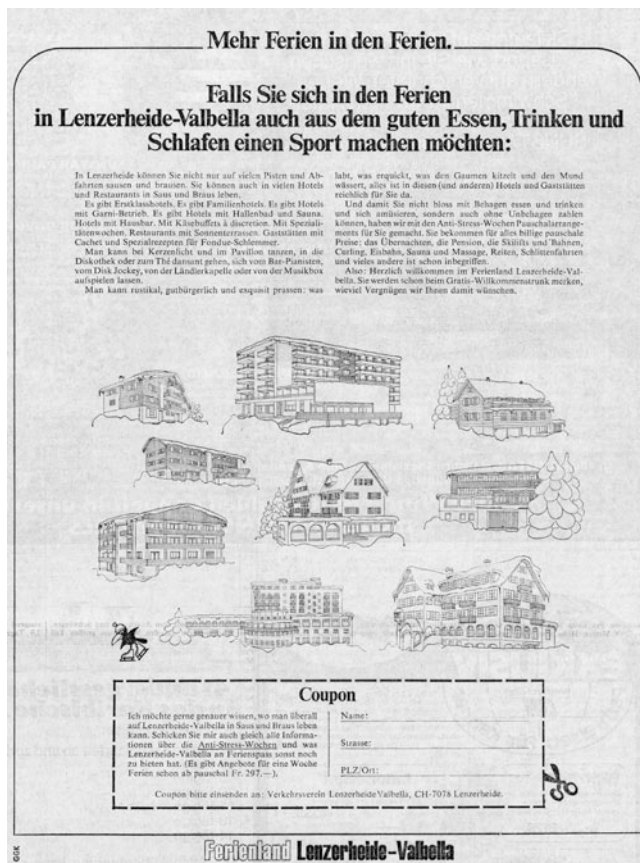 Mehr Ferien in den Ferien.
Falls Sie sich in den Ferien
in Lenzerheide-Valbella auch aus dem guten Essen, Trinken und
Schlafen einen Sport machen möchten:
In Lenzerheide können Sie nicht nur auf vielen Pisten und Ab-
fahrten sausen und brausen. Sie können auch in vielen Hotels
und Restaurants in Saus und Braus leben.
Es gibt Erstklasshotels. Es gibt Familienhotels. Es gibt Hotels
mit Garni-Betrieb. Es gibt Hotels mit Hallenbad und Sauna.
Hotels mit Hausbar. Mit Käsebuffets à discretion. Mit Speziali-
tätenwochen. Restaurants mit Sonnenterrassen. Gaststätten mit
Cachet und Spezialrezepten für Fondue-Schlemmer.
Man kann bei Kerzenlicht und im Pavillon tanzen, in die
Diskothek oder zum Thé dansant gehen, sich vom Bar-Pianisten,
vom Disk Jockey, von der Ländlerkapelle oder von der Musikbox
aufspielen lassen.
Man kann rustikal, gutbürgerlich und exquisit prassen: was
labt, was erquickt, was den Gaumen kitzelt und den Mund
wässert, alles ist in diesen (und anderen) Hotels und Gaststätten
reichlich für Sie da.
Und damit Sie nicht bloss mit Behagen essen und trinken
und sich amüsieren, sondern auch ohne Unbehagen zahlen
können, haben wir mit den Anti-Stress-Wochen Pauschalarrange-
ments für Sie gemacht. Sie bekommen für alles billige pauschale
Preise: das Übernachten, die Pension, die Skilifts und Bahnen,
Curling, Eisbahn, Sauna und Massage, Reiten, Schlittenfahrten
und vieles andere ist schon inbegriffen.
Also: Herzlich willkommen im Ferienland Lenzerheide-Val-
bella. Sie werden schon beim Gratis-Willkommenstrunk merken,
wieviel Vergnügen wir Ihnen damit wünschen.
Coupon
Ich möchte gerne genauer wissen, wo man überall
auf Lenzerheide-Valbella in Saus und Braus leben
kann. Schicken Sie mir auch gleich alle Informa-
tionen über die Anti-Stress-Wochen und was
Lenzerheide-Valbella an Ferienspass sonst noch
zu bieten hat. (Es gibt Angebote für eine Woche
Ferien schon ab pauschal Fr. 297.—).
Name:
Strasse:
PLZ/Ort:
Coupon bitte einsenden an: Verkehrsverein Lenzerheide Valbella, CH-7078 Lenzerheide.
GGK
Ferienland Lenzerheide-Valbella